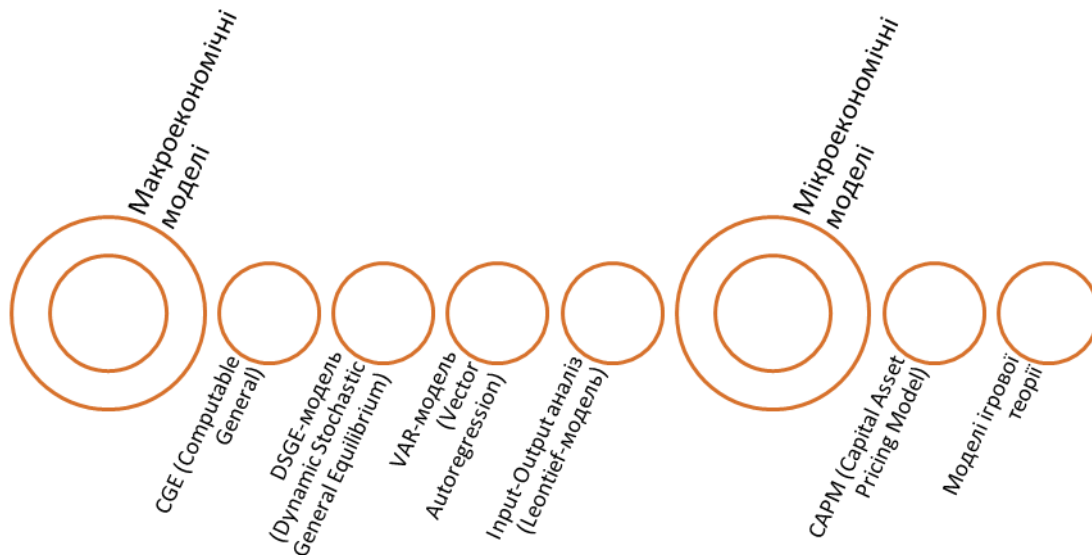 Макроекономічні
моделі
CGE (Computable
General)
DSGE-модель
(Dynamic Stochastic
General Equilibrium)
VAR-модель
(Vector
Autoregression)
Input-Output аналіз
(Leontief-модель)
Мікроекономічні
моделі
CAPM (Capital Asset
Pricing Model)
Моделі ігрової
теорії